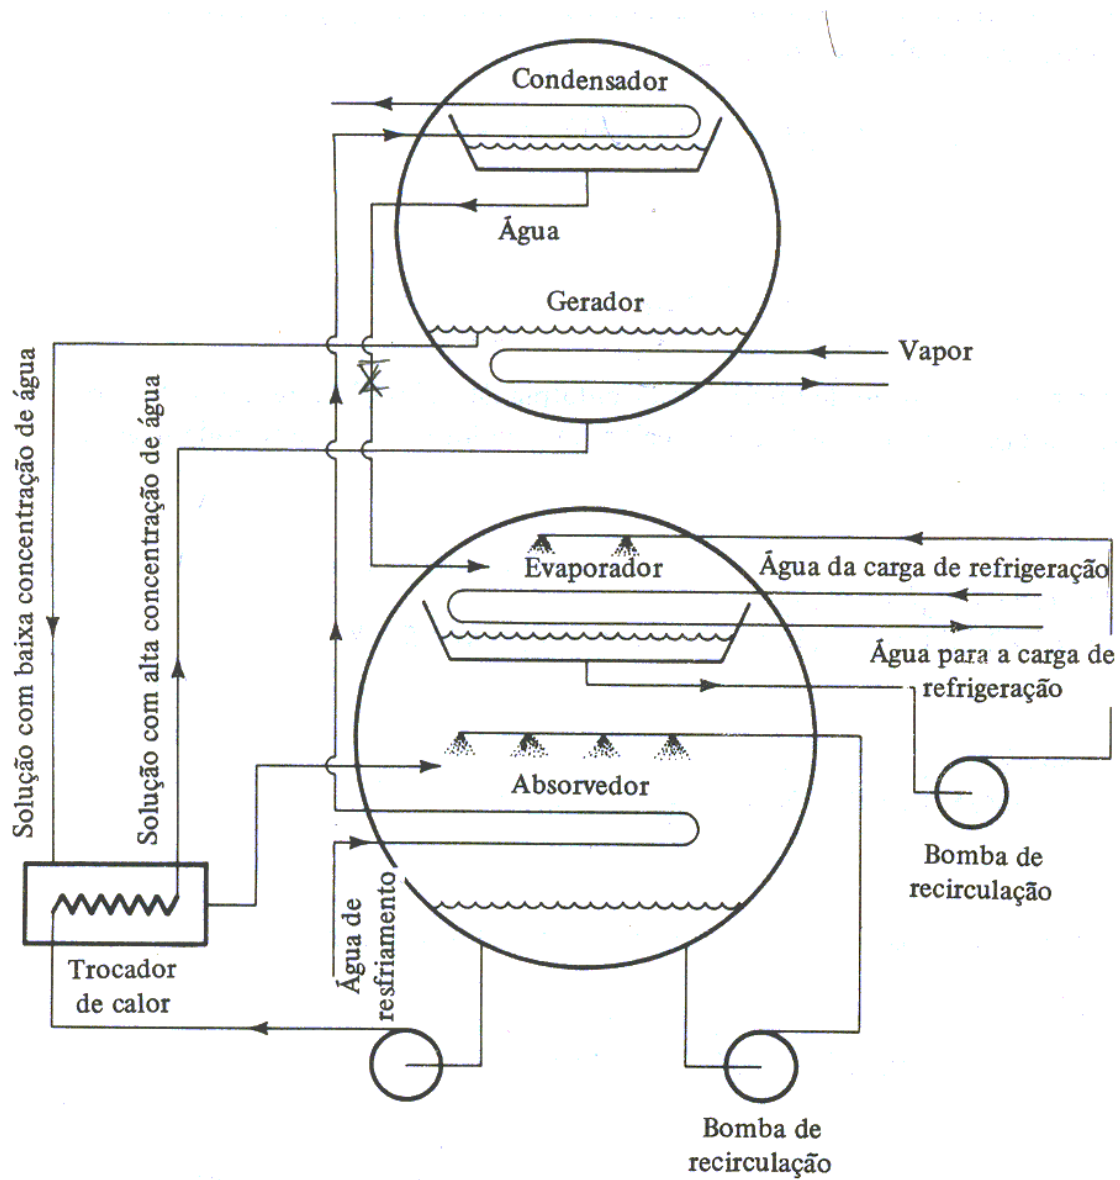 Condensador
Água
Gerador
Vapor
Solução com baixa concentração de água
Solução com alta concentração de água
Evaporador
Água da carga de refrigeração
Água para a carga de
refrigeração
Absorvedor
Bomba de
recirculação
Água de
resfriamento
Trocador
de calor
Bomba de
recirculação